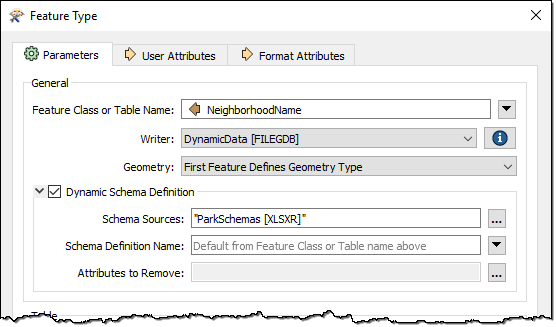 Feature Type
Parameters User Attributes Format Attributes
General
Feature Class or Table Name: NeighborhoodName
Writer: DynamicData [FILEGDB]
Geometry: First Feature Defines Geometry Type
Dynamic Schema Definition
Schema Sources: "ParkSchemas [XLSXR]" ...
Schema Definition Name: Default from Feature Class or Table name above
Attributes to Remove: ...